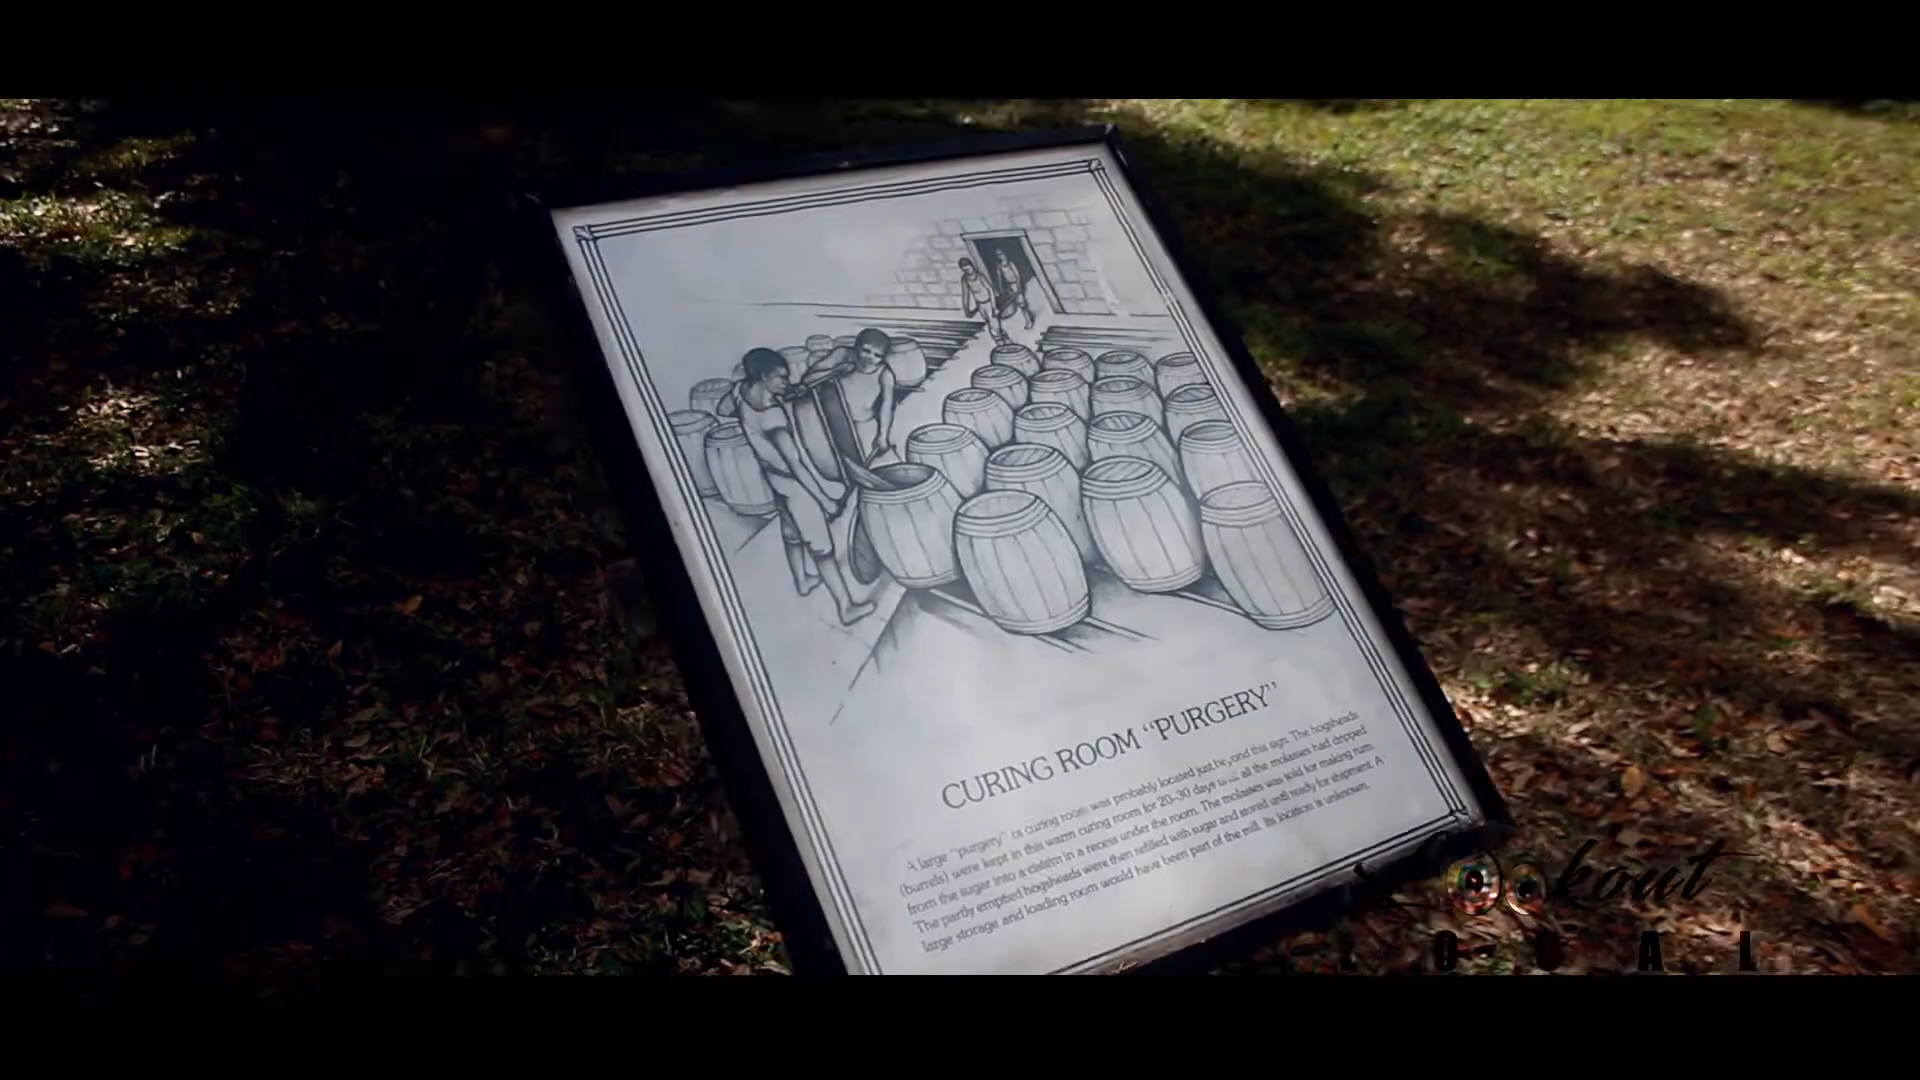 CURING ROOM “PURGERY”
A large “purgery” or curing room was probably located just beyond this sign. The hogsheads
(barrels) were kept in this warm curing room for 20-30 days until all the molasses had dripped
from the sugar into a cistern in a recess under the room. The molasses was sold for making rum.
The partly emptied hogsheads were then refilled with sugar and stored until ready for shipment. A
large storage and loading room would have been part of the mill. Its location is unknown.
Lookout
LOCAL